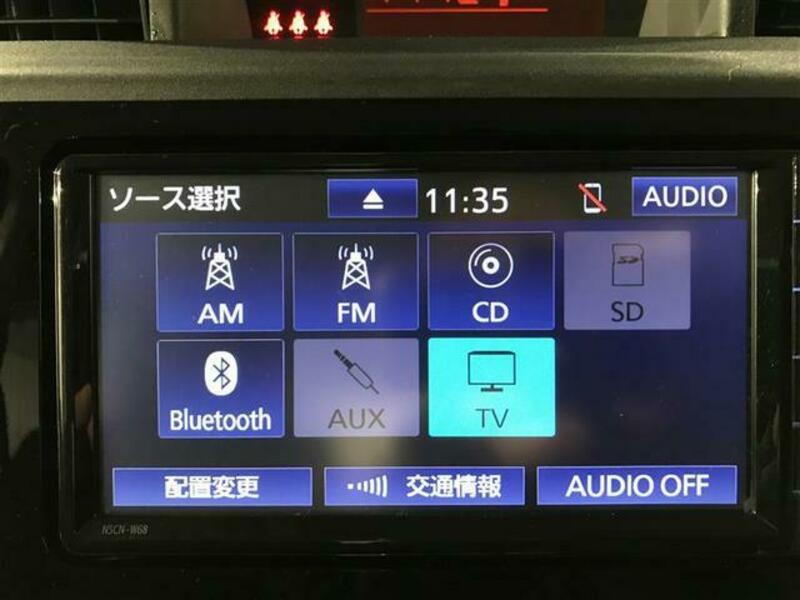 ソース選択 11:35 AUDIO
AM FM CD SD
Bluetooth AUX TV
配置変更 交通情報 AUDIO OFF
NSCN-W68